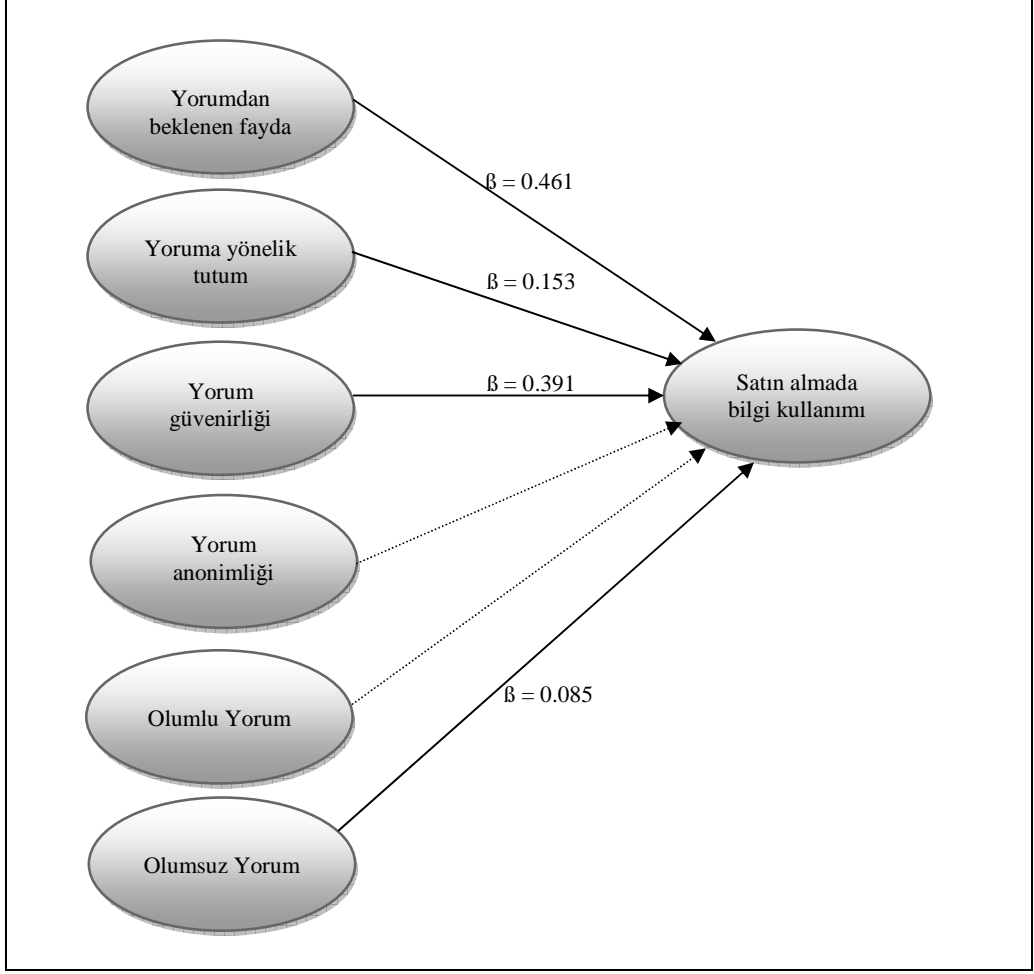 Yorumdan
beklenen fayda
ß = 0.461
Yoruma yönelik
tutum
ß = 0.153
Yorum
güvenirliği
ß = 0.391
Satın almada
bilgi kullanımı
Yorum
anonimliği
Olumlu Yorum
ß = 0.085
Olumsuz Yorum